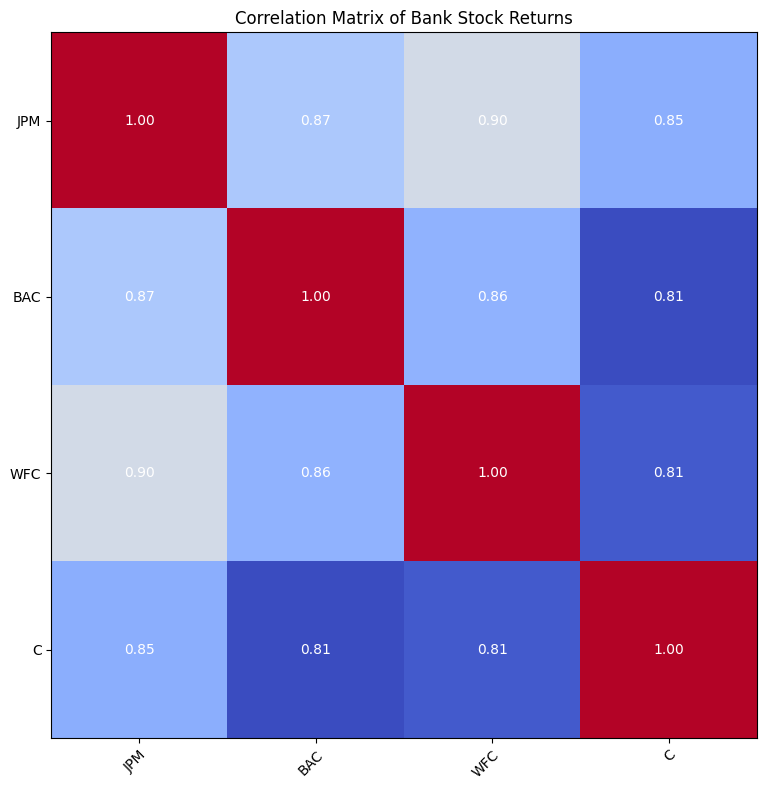 Correlation Matrix of Bank Stock Returns
JPM 1.00 0.87 0.90 0.85
BAC 0.87 1.00 0.86 0.81
WFC 0.90 0.86 1.00 0.81
C 0.85 0.81 0.81 1.00
JPM BAC WFC C